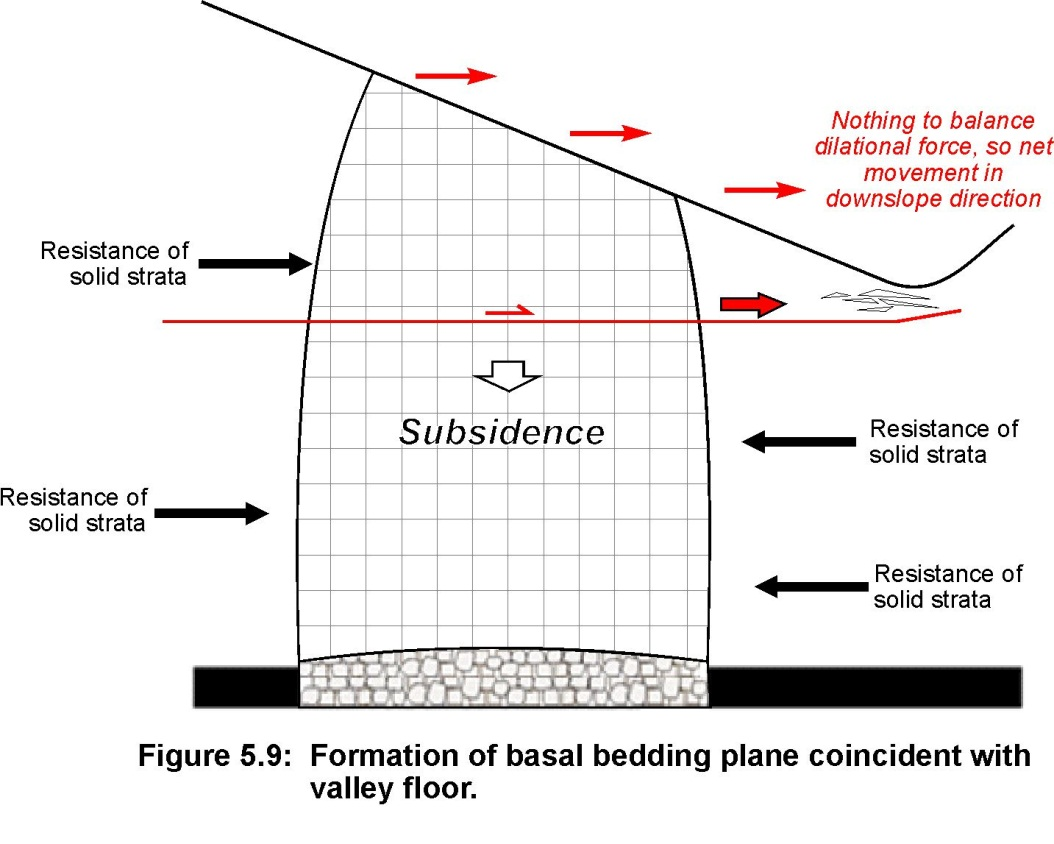 Nothing to balance
dilational force, so net
movement in
downslope direction
Resistance of
solid strata
Subsidence
Resistance of
solid strata
Resistance of
solid strata
Resistance of
solid strata
Figure 5.9: Formation of basal bedding plane coincident with
valley floor.